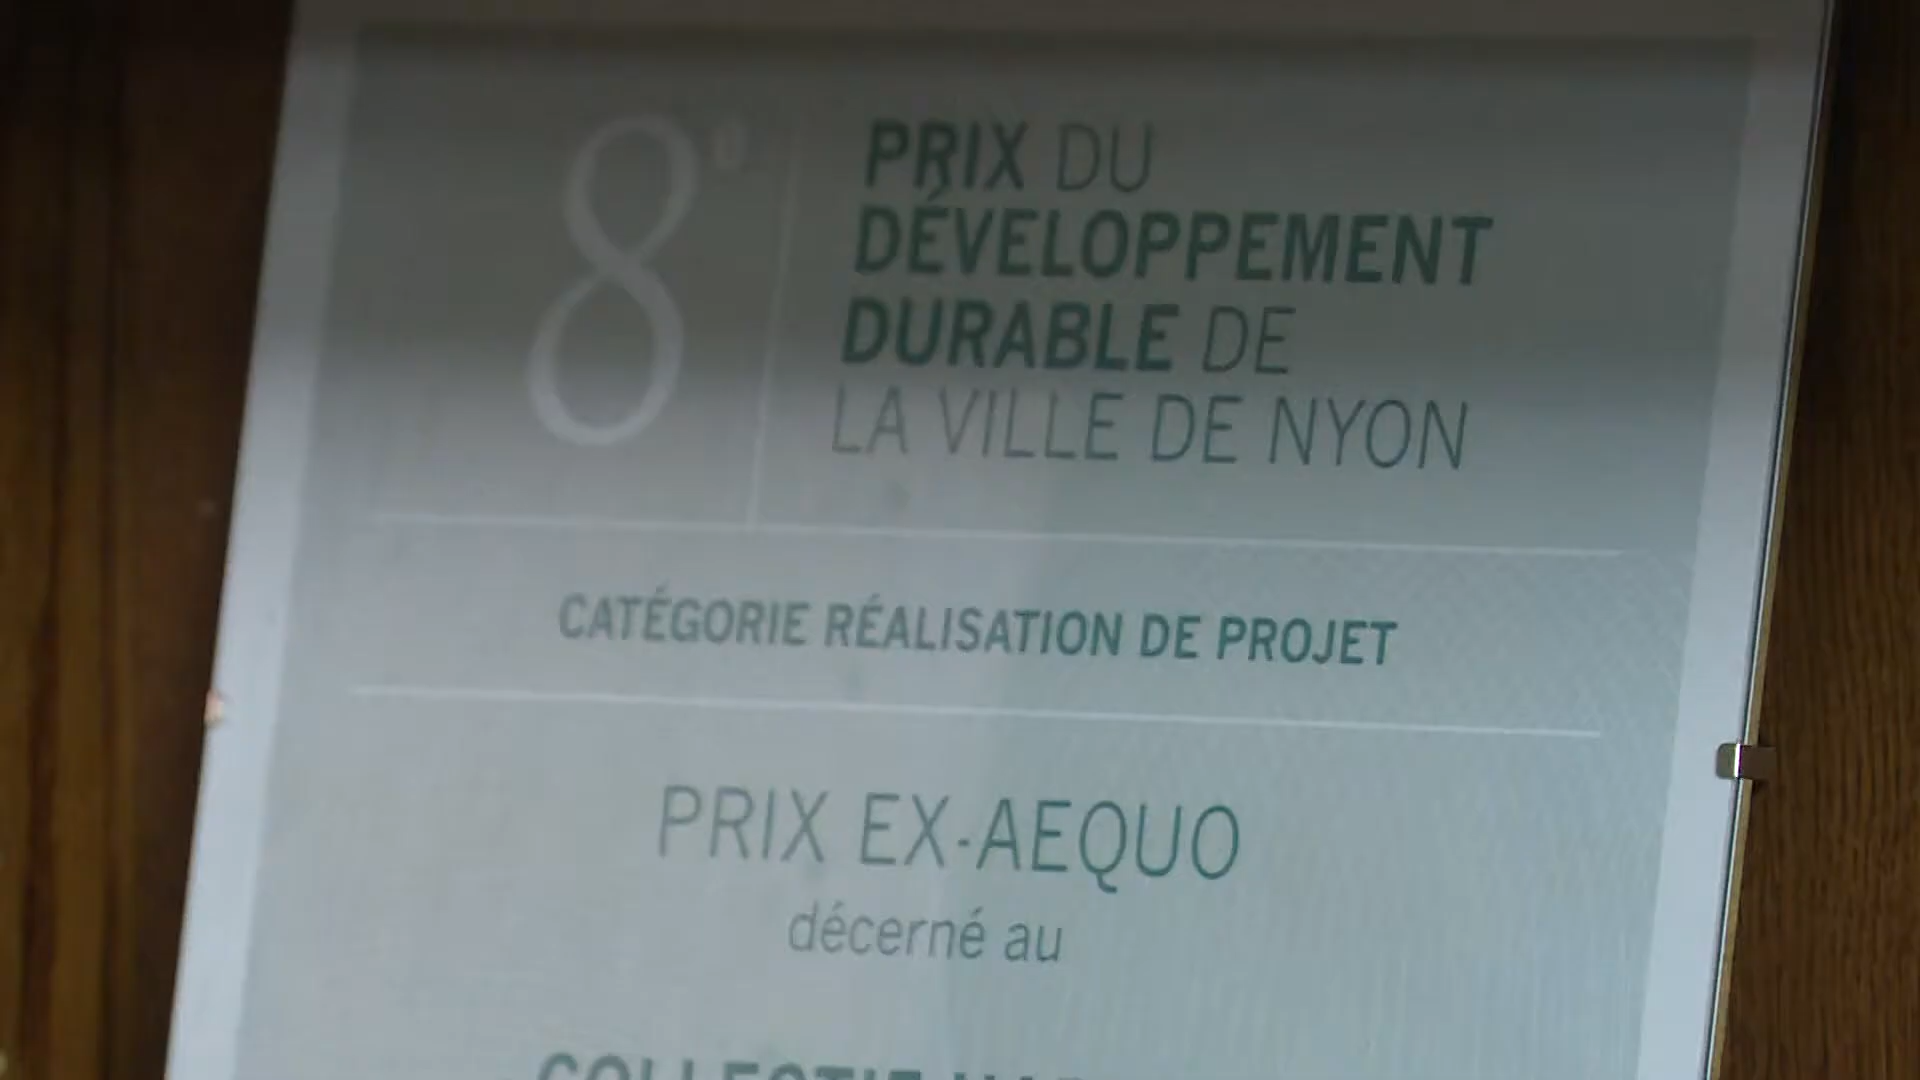 8e
PRIX DU
DÉVELOPPEMENT
DURABLE DE
LA VILLE DE NYON
CATÉGORIE RÉALISATION DE PROJET
PRIX EX-AEQUO
décerné au
COLLECTIF